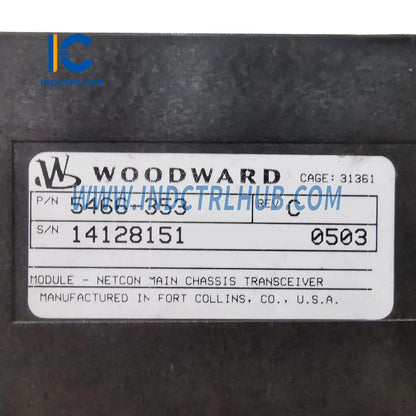 IC
INDCTRLHUB
WOODWARD CAGE: 31361
WWW.INDCTRLHUB.COM
P/N 5466-353 REV C
S/N 14128151 0503
MODULE - NETCON MAIN CHASSIS TRANSCEIVER
MANUFACTURED IN FORT COLLINS, CO., U.S.A.